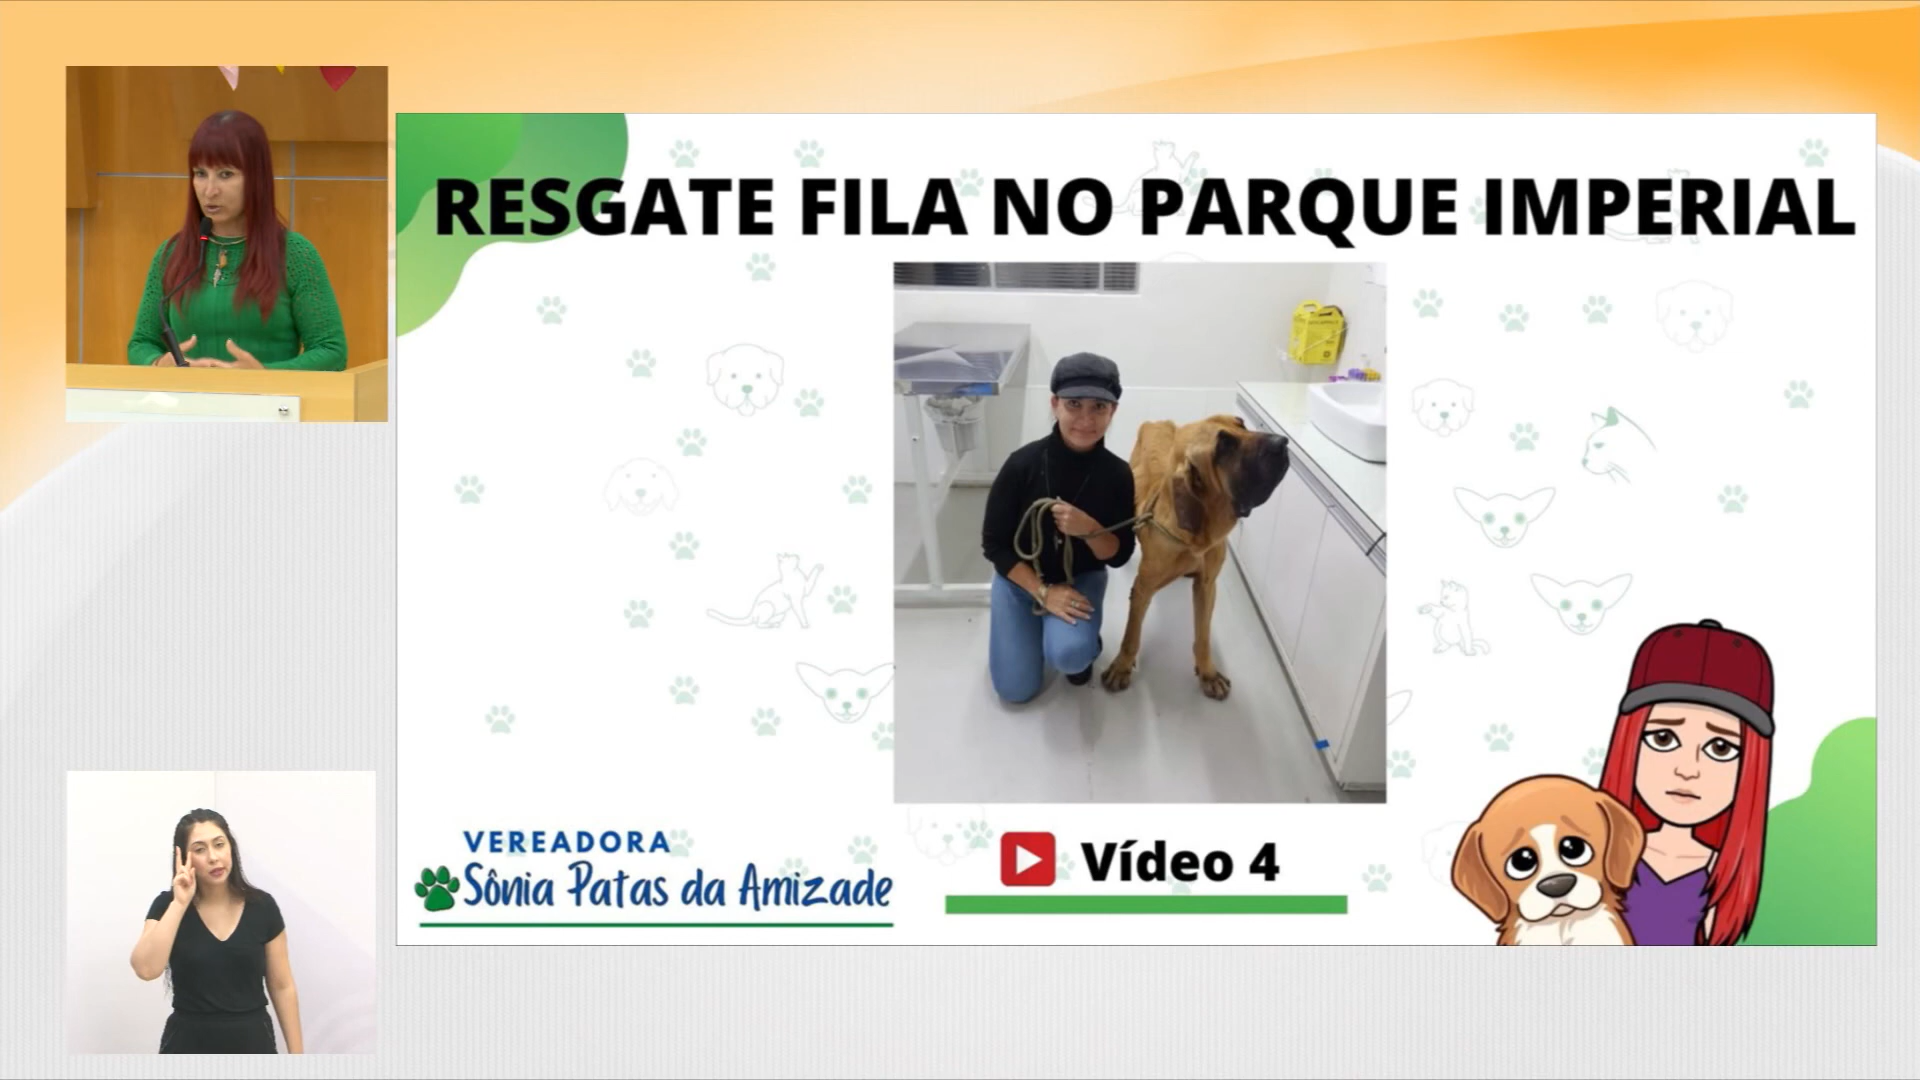 RESGATE FILA NO PARQUE IMPERIAL
VEREADORA
Sônia Patas da Amizade
Vídeo 4